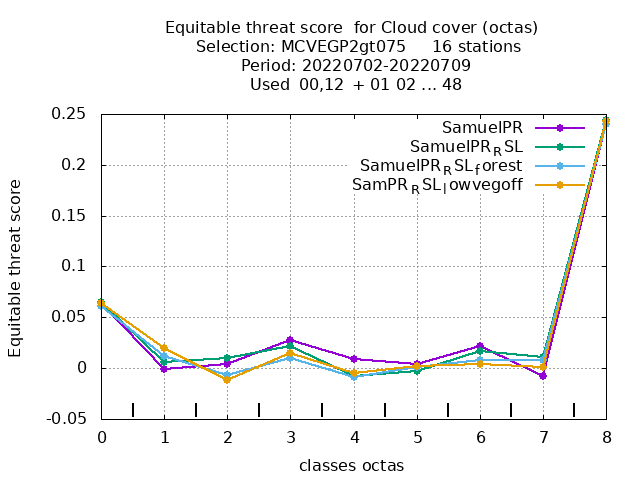 Equitable threat score for Cloud cover (octas)
Selection: MCVEGP2gt075 16 stations
Period: 20220702-20220709
Used 00,12 + 01 02 ... 48
SamuelPR
SamuelPR_RSL
SamuelPR_RSL_forest
SamPR_RSL_lowvegoff
0.25
0.2
0.15
0.1
0.05
0
-0.05
Equitable threat score
0 1 2 3 4 5 6 7 8
classes octas